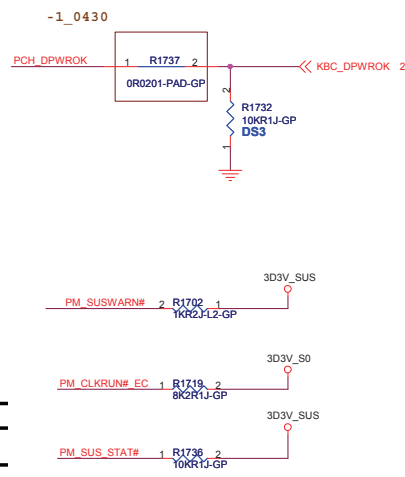 -1_0430
PCH_DPWROK 1 R1737 2 KBC_DPWROK 2
0R0201-PAD-GP
2
R1732
10KR1J-GP
DS3
1
3D3V_SUS
PM_SUSWARN# 2 R1702 1
1KR2J-L2-GP
3D3V_S0
PM_CLKRUN#_EC 1 R1719 2
8K2R1J-GP
3D3V_SUS
PM_SUS_STAT# 1 R1736 2
10KR1J-GP